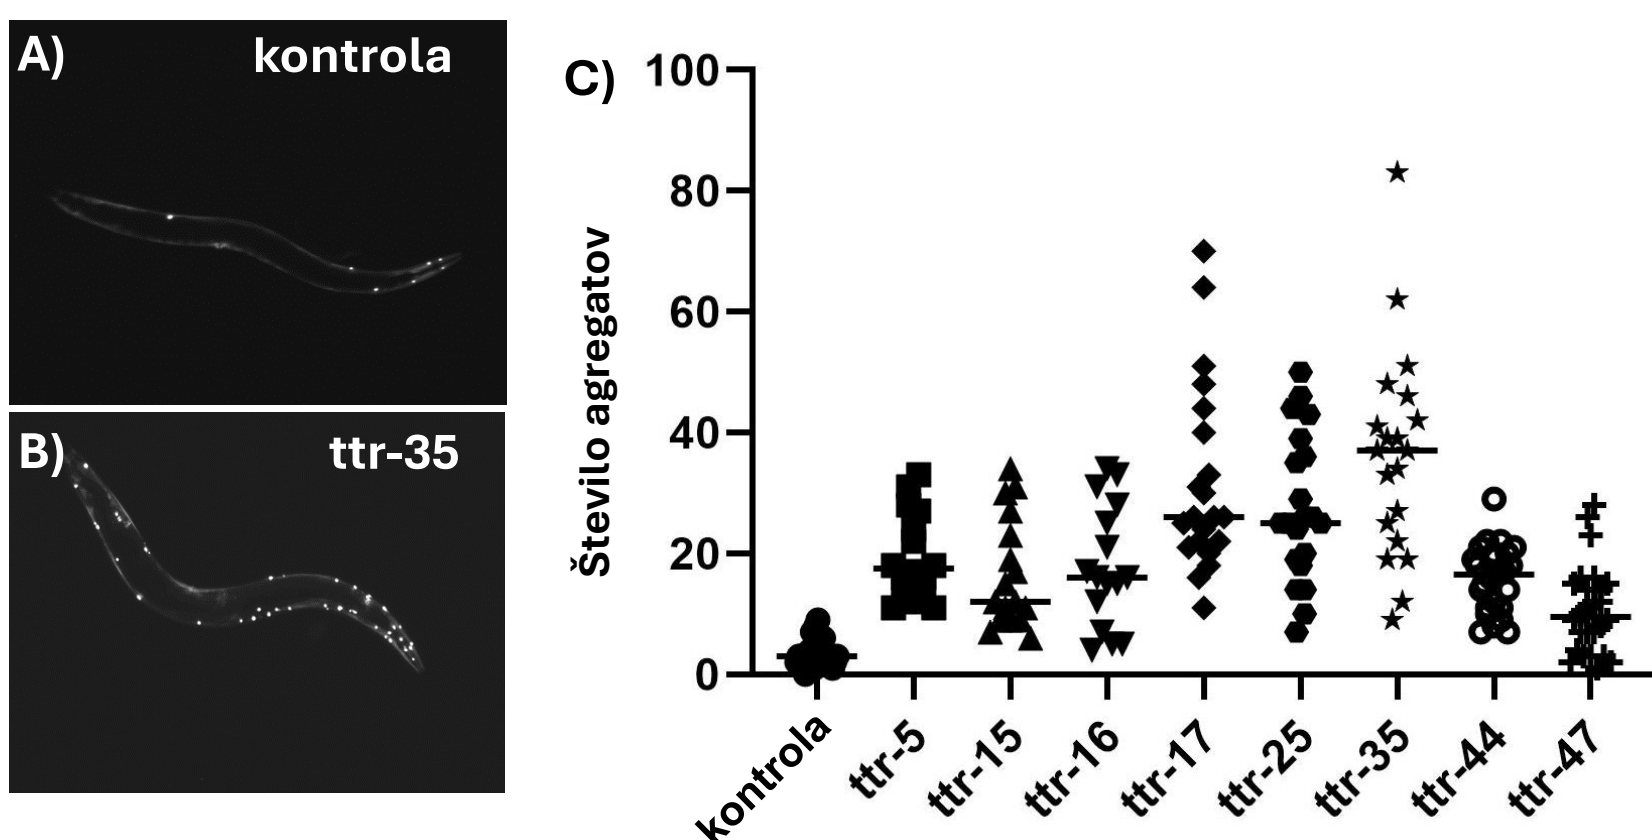 A) kontrola
B) ttr-35
C)
Število agregatov
100
80
60
40
20
0
kontrola
ttr-5
ttr-15
ttr-16
ttr-17
ttr-25
ttr-35
ttr-44
ttr-47